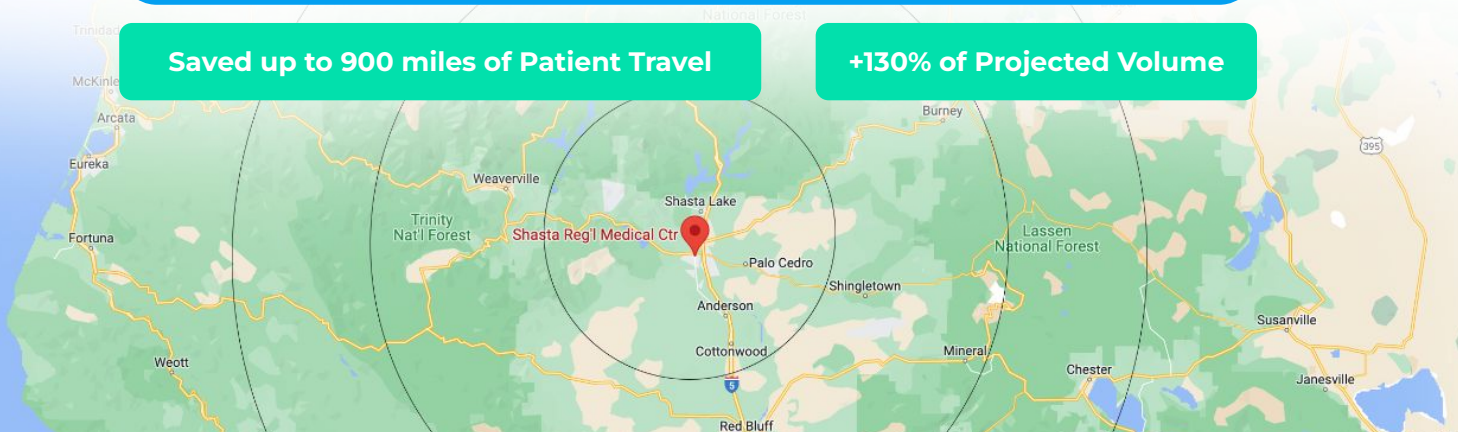 National Forest
Trinidad
Saved up to 900 miles of Patient Travel
+130% of Projected Volume
Arcata
Burney
395
Eureka
Weaverville
Shasta Lake
Trinity
Nat'l Forest
Shasta Reg'l Medical Ctr
Lassen
National Forest
Fortuna
Palo Cedro
Shingletown
Anderson
Susanville
Cottonwood
Mineral
Weott
Chester
Janesville
5
Red Bluff